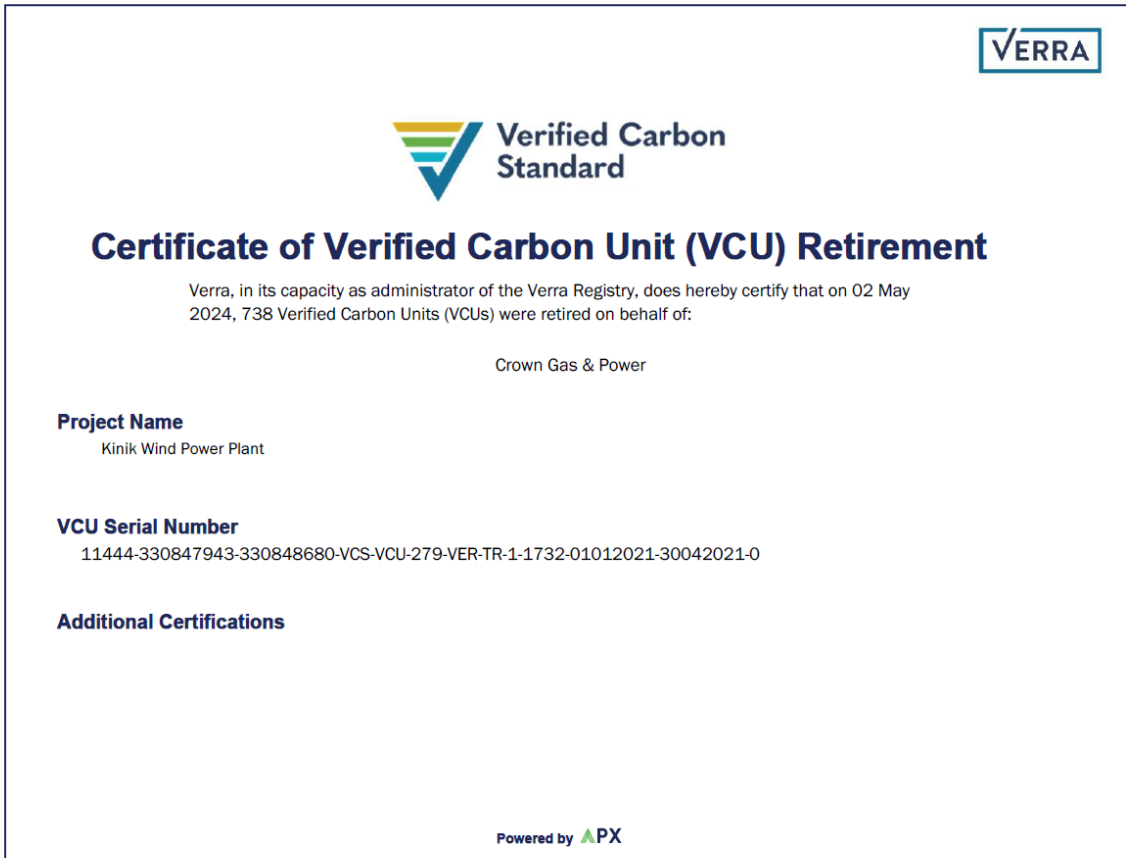 VERRA
Verified Carbon
Standard
Certificate of Verified Carbon Unit (VCU) Retirement
Verra, in its capacity as administrator of the Verra Registry, does hereby certify that on 02 May
2024, 738 Verified Carbon Units (VCUs) were retired on behalf of:
Crown Gas & Power
Project Name
Kinik Wind Power Plant
VCU Serial Number
11444-330847943-330848680-VCS-VCU-279-VER-TR-1-1732-01012021-30042021-0
Additional Certifications
Powered by APX